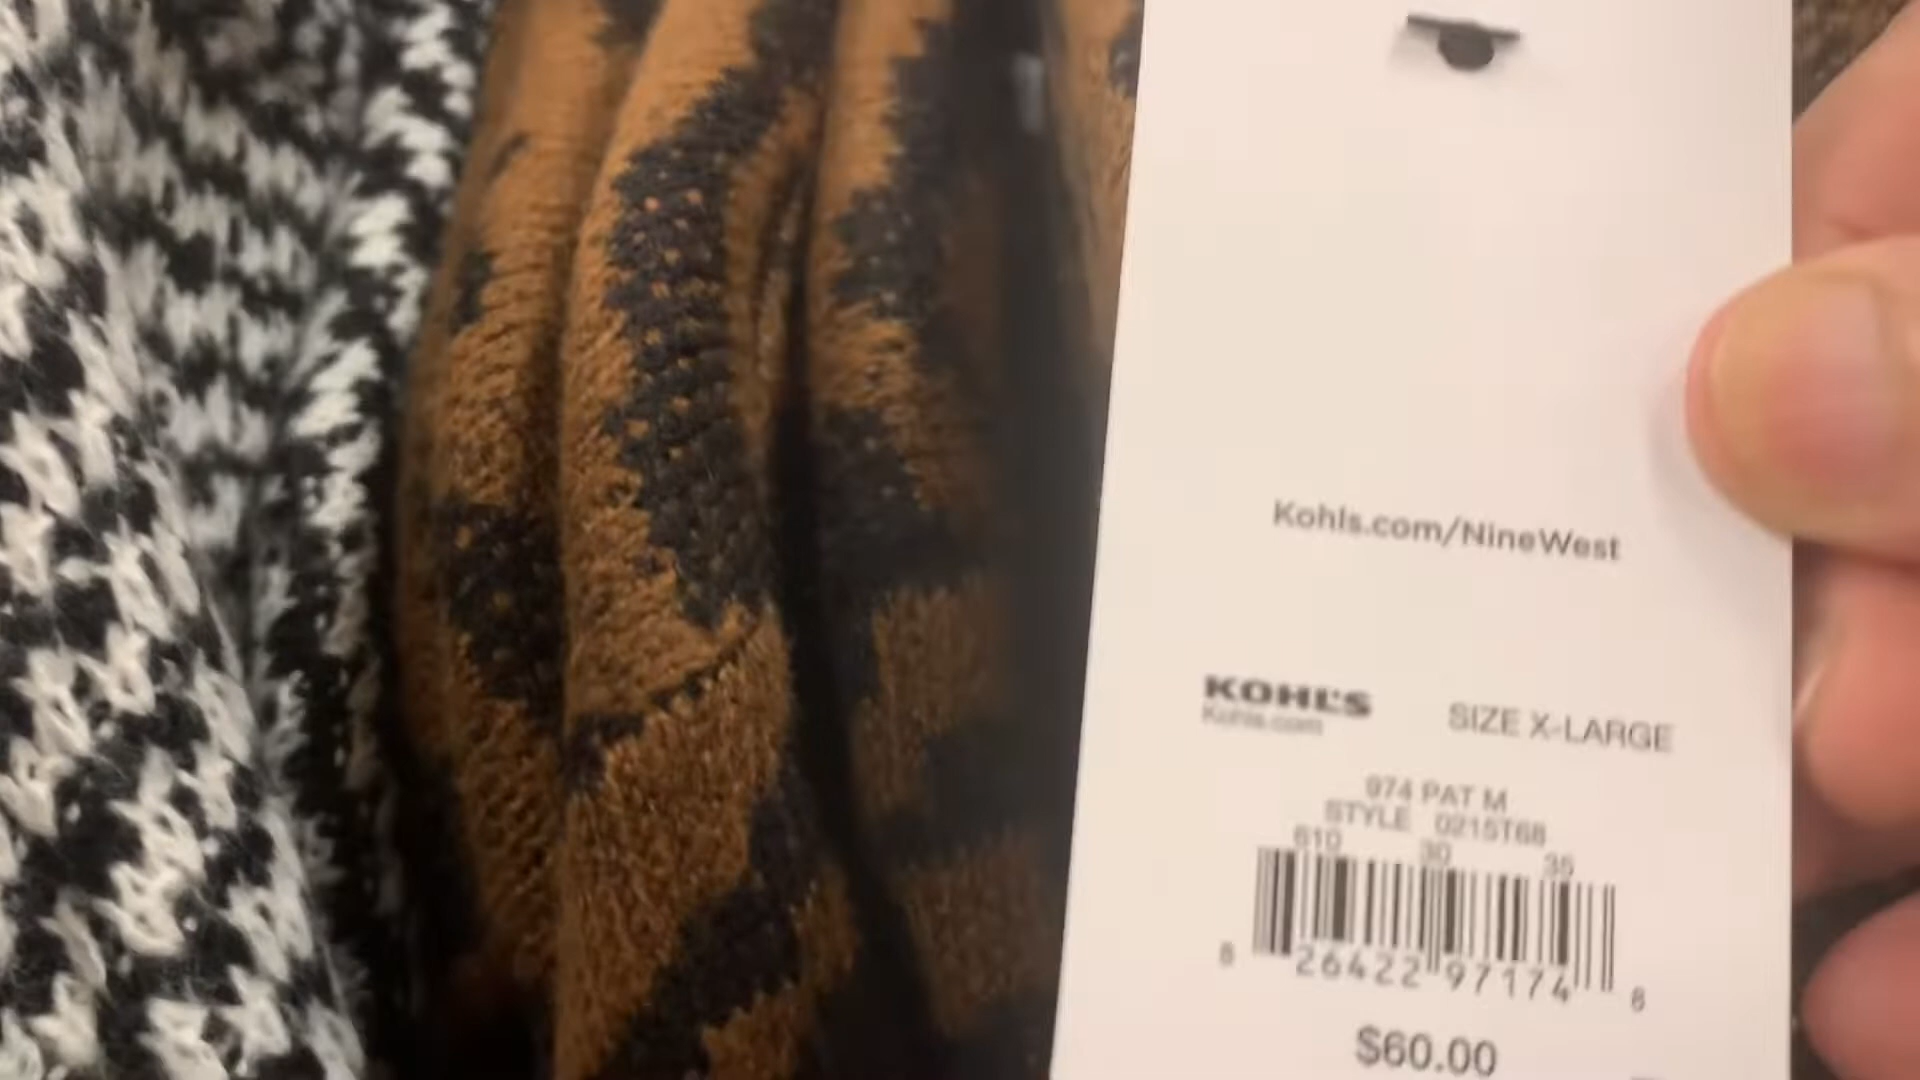 Kohls.com/NineWest
KOHL'S SIZE X-LARGE
Kohls.com
974 PAT M
STYLE 0215T68
610 30 35
8 26422 97174 6
$60.00